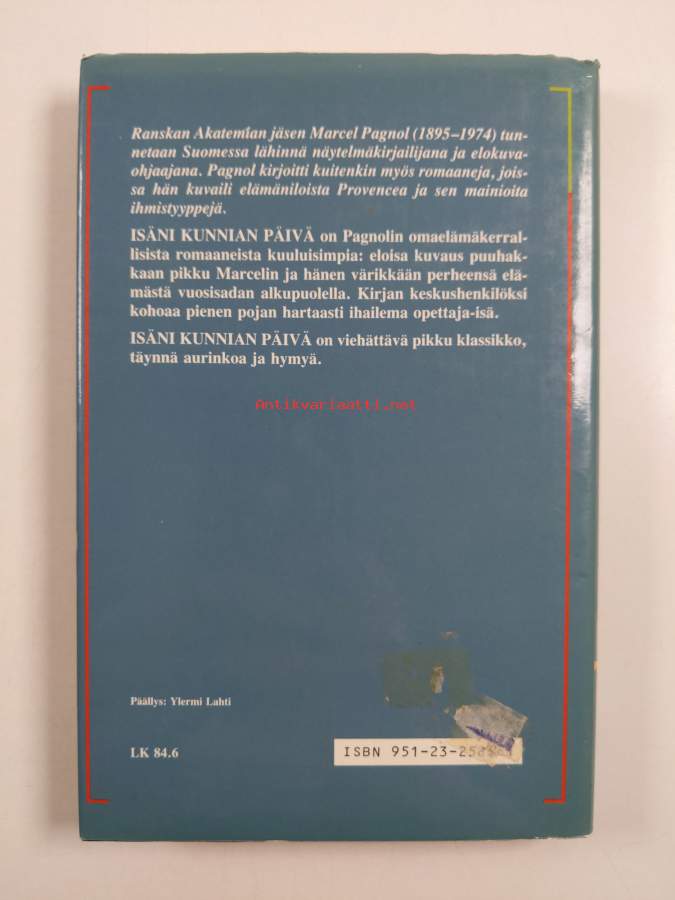 Ranskan Akatemian jäsen Marcel Pagnol (1895–1974) tun-
netaan Suomessa lähinnä näytelmäkirjailijana ja elokuva-
ohjaajana. Pagnol kirjoitti kuitenkin myös romaaneja, jois-
sa hän kuvaili elämäniloista Provencea ja sen mainioita
ihmistyyppejä.
ISÄNI KUNNIAN PÄIVÄ on Pagnolin omaelämäkerral-
lisista romaaneista kuuluisimpia: eloisa kuvaus puuhak-
kaan pikku Marcelin ja hänen värikkään perheensä elä-
mästä vuosisadan alkupuolella. Kirjan keskushenkilöksi
kohoaa pienen pojan hartaasti ihailema opettaja-isä.
ISÄNI KUNNIAN PÄIVÄ on viehättävä pikku klassikko,
täynnä aurinkoa ja hymyä.
Antikvariaatti.net
Päällys: Ylermi Lahti
LK 84.6
ISBN 951-23-